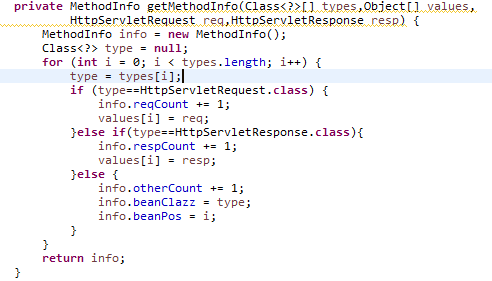 private MethodInfo getMethodInfo(Class<?>[] types,Object[] values,
        HttpServletRequest req,HttpServletResponse resp) {
    MethodInfo info = new MethodInfo();
    Class<?> type = null;
    for (int i = 0; i < types.length; i++) {
        type = types[i];
        if (type==HttpServletRequest.class) {
            info.reqCount += 1;
            values[i] = req;
        }else if(type==HttpServletResponse.class){
            info.respCount += 1;
            values[i] = resp;
        }else {
            info.otherCount += 1;
            info.beanClazz = type;
            info.beanPos = i;
        }
    }
    return info;
}